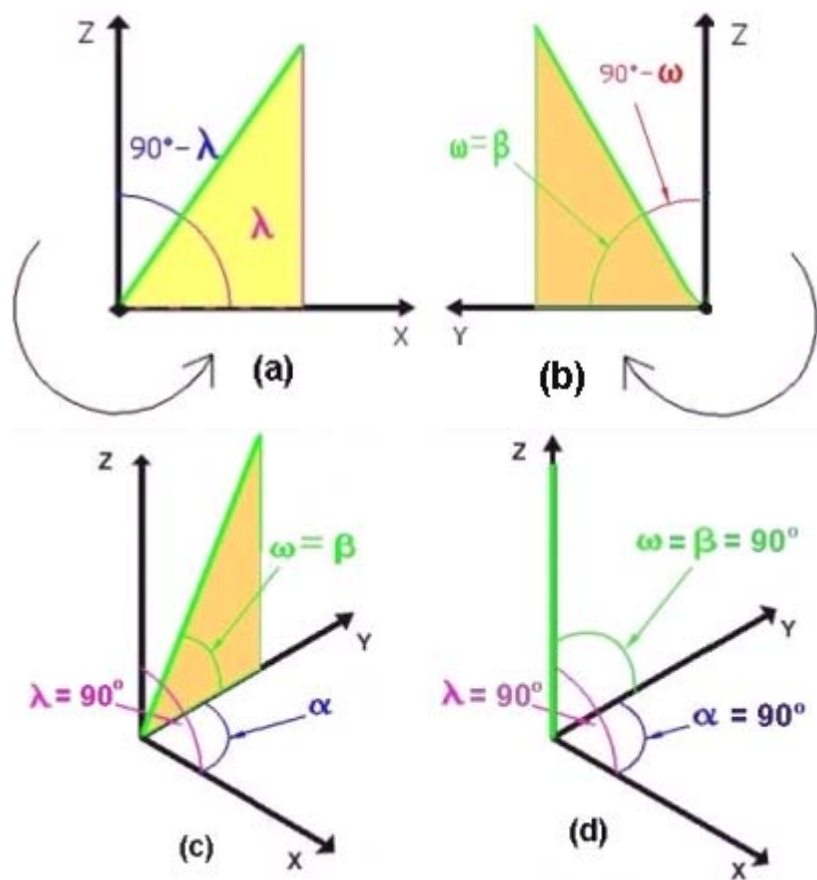 Z
90°-λ
λ
X
(a)
Z
90°-ω
ω=β
Y
(b)
Z
ω=β
Y
λ = 90°
α
X
(c)
Z
ω = β = 90°
Y
λ = 90°
α = 90°
X
(d)